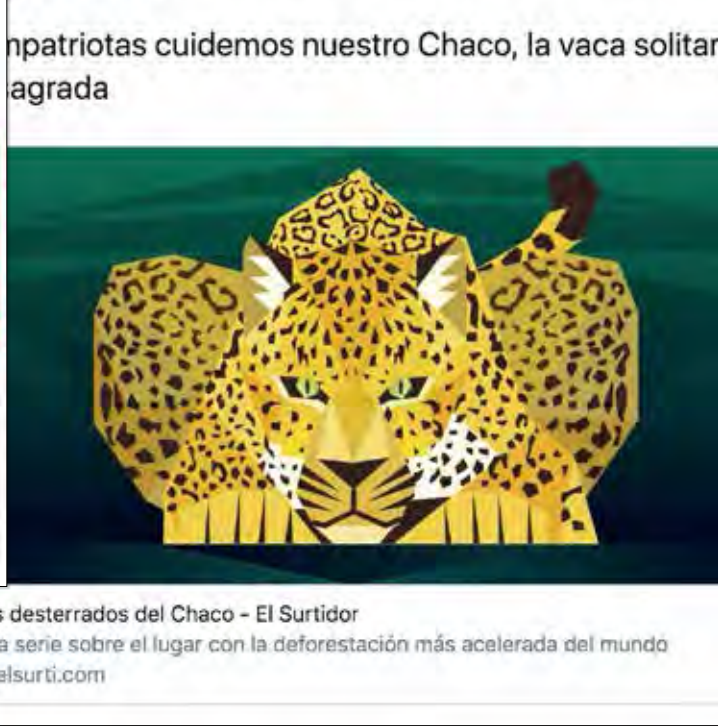 mpatriotas cuidemos nuestro Chaco, la vaca solitar
agrada
s desterrados del Chaco - El Surtidor
a serie sobre el lugar con la deforestación más acelerada del mundo
elsurti.com